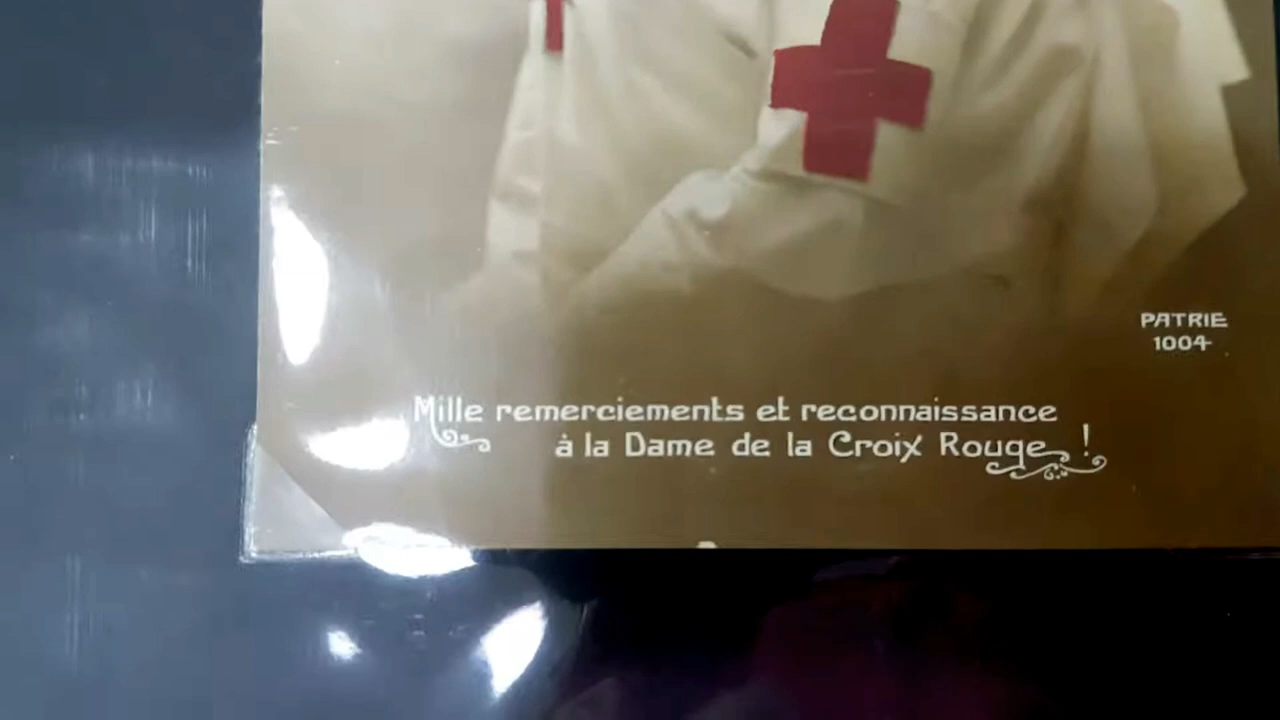 PATRIE
1004
Mille remerciements et reconnaissance
à la Dame de la Croix Rouge !